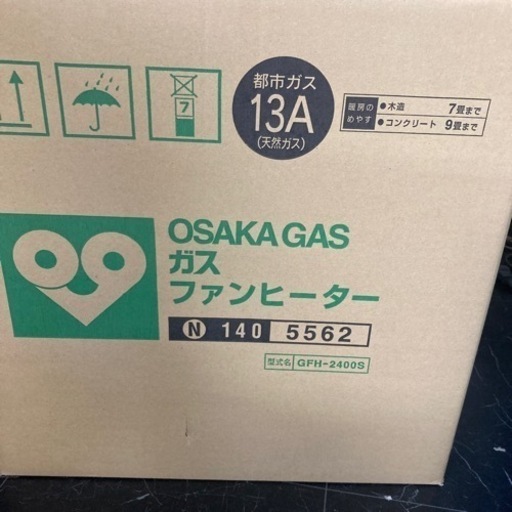 7
都市ガス
13A
(天然ガス)
暖房の
めやす
●木造 7畳まで
●コンクリート 9畳まで
OSAKA GAS
ガス
ファンヒーター
N 140 5562
型式名 GFH-2400S